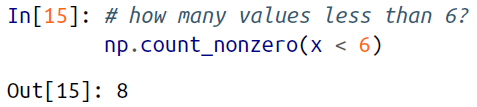 In[15]: # how many values less than 6?
np.count_nonzero(x < 6)
Out[15]: 8